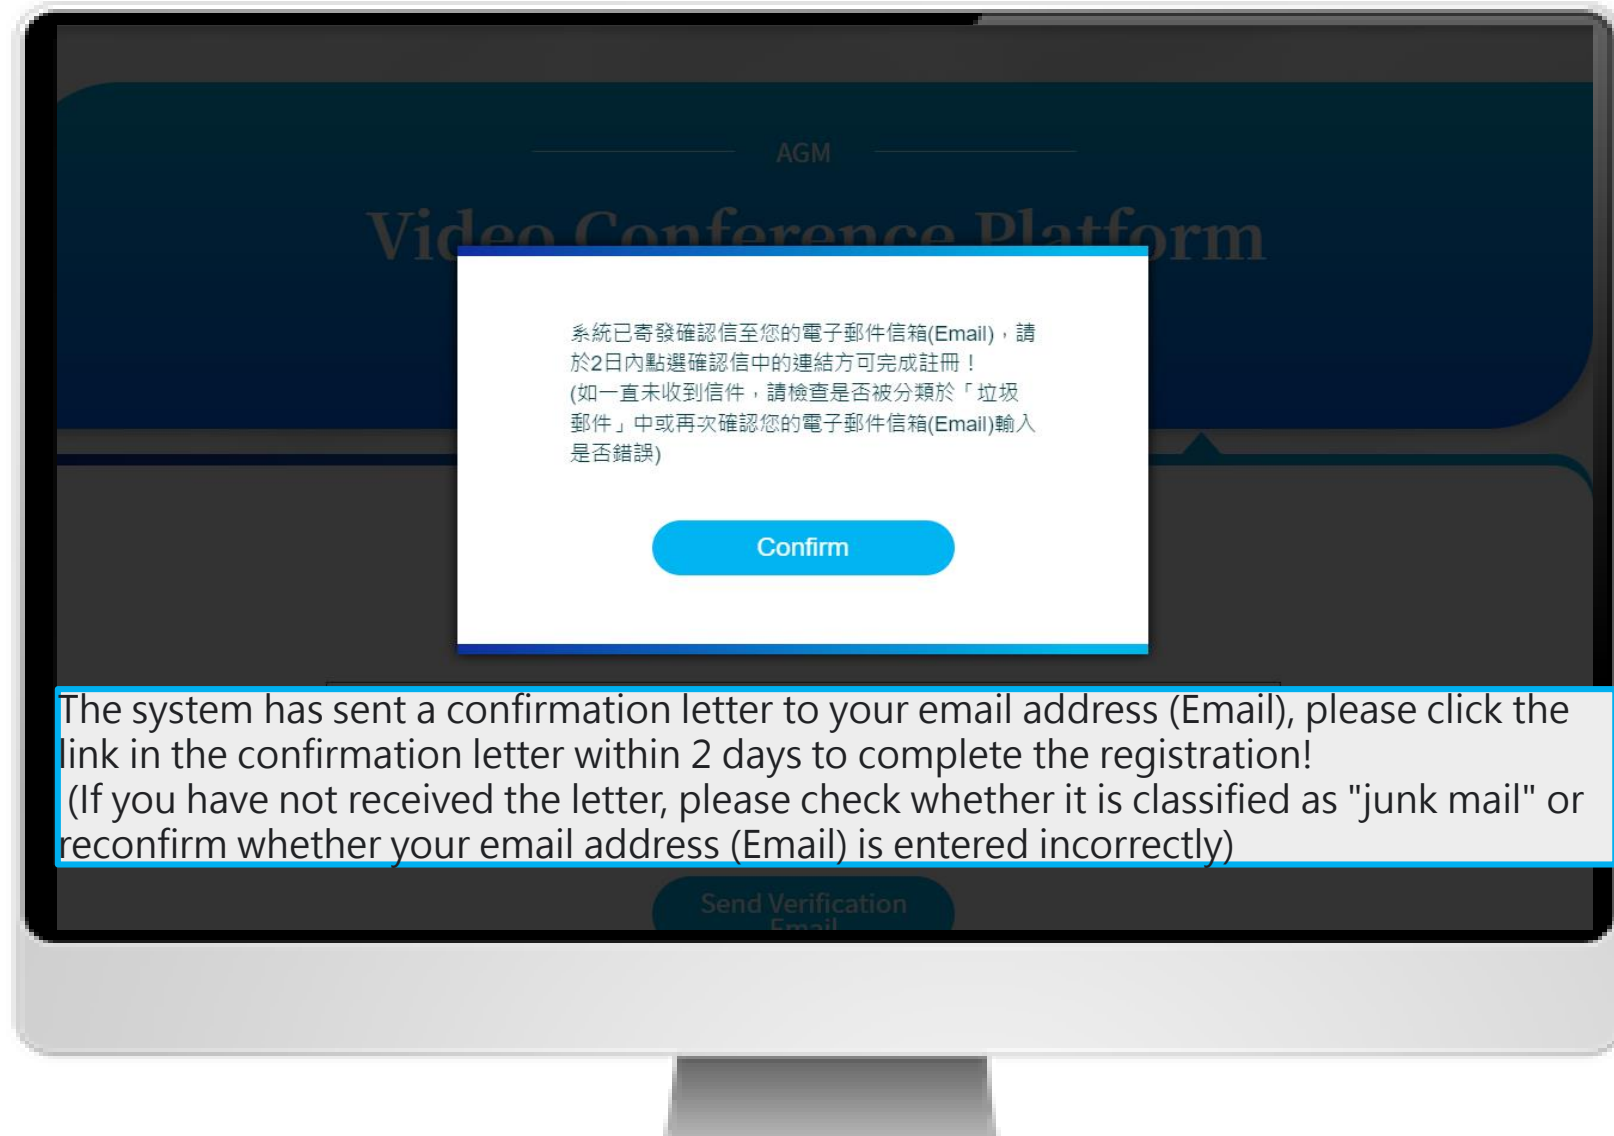 AGM
Video Conference Platform
系統已寄發確認信至您的電子郵件信箱(Email)，請
於2日內點選確認信中的連結方可完成註冊！
(如一直未收到信件，請檢查是否被分類於「垃圾
郵件」中或再次確認您的電子郵件信箱(Email)輸入
是否錯誤)
Confirm
The system has sent a confirmation letter to your email address (Email), please click the
link in the confirmation letter within 2 days to complete the registration!
(If you have not received the letter, please check whether it is classified as "junk mail" or
reconfirm whether your email address (Email) is entered incorrectly)
Send Verification
Email